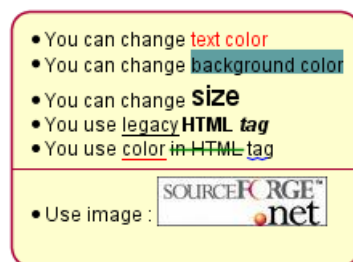 • You can change text color
• You can change background color
• You can change size
• You use legacy HTML tag
• You use color in HTML tag
• Use image : SOURCEFORGE™
.net